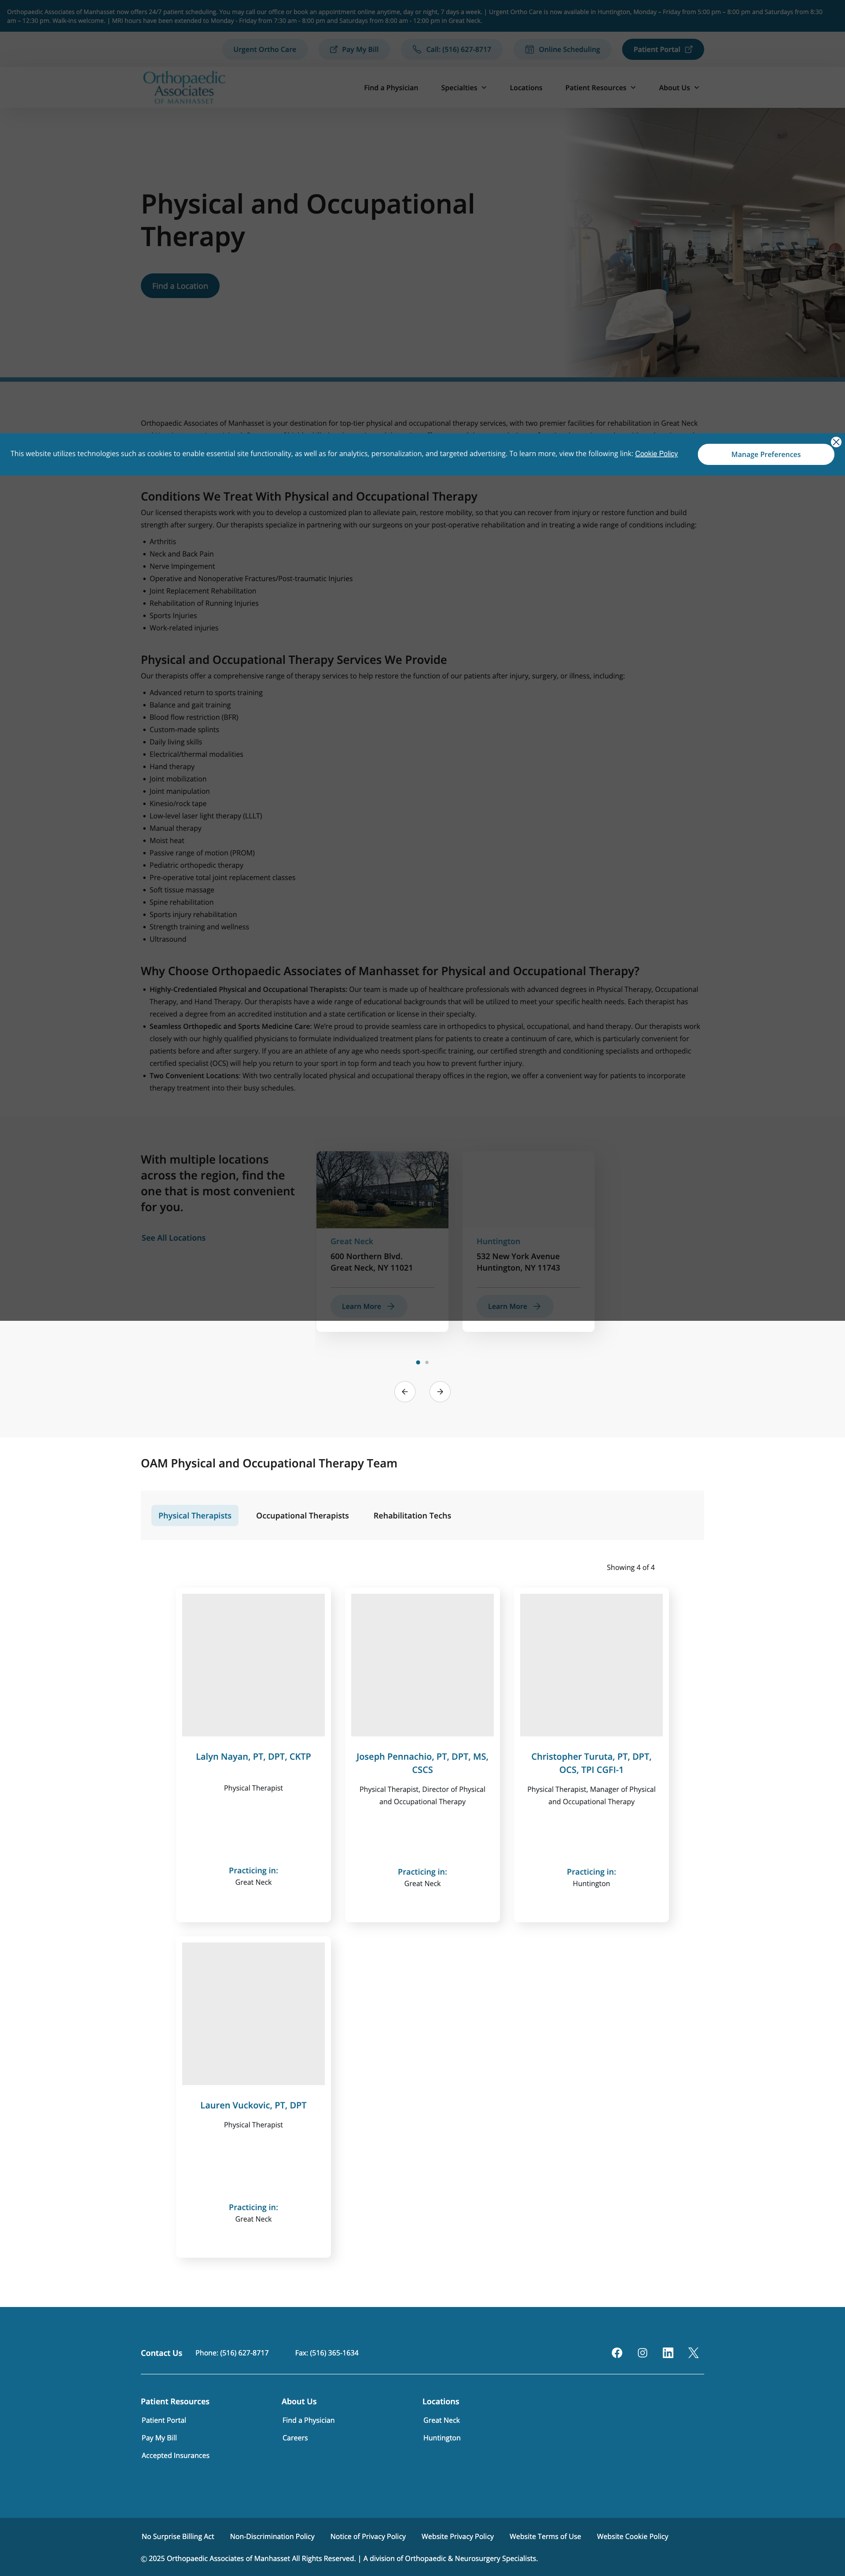 Orthopaedic Associates of Manhasset now offers 24/7 patient scheduling. You may call our office or book an appointment online anytime, day or night, 7 days a week. | Urgent Ortho Care is now available in Huntington, Monday – Friday from 5:00 pm – 8:00 pm and Saturdays from 8:30
am – 12:30 pm. Walk-ins welcome. | MRI hours have been extended to Monday - Friday from 7:30 am - 8:00 pm and Saturdays from 8:00 am - 12:00 pm in Great Neck.
Urgent Ortho Care
Pay My Bill
Call: (516) 627-8717
Online Scheduling
Patient Portal
Orthopaedic
Associates
OF MANHASSET
Find a Physician
Specialties
Locations
Patient Resources
About Us
Physical and Occupational
Therapy
Find a Location
Orthopaedic Associates of Manhasset is your destination for top-tier physical and occupational therapy services, with two premier facilities for rehabilitation in Great Neck
This website utilizes technologies such as cookies to enable essential site functionality, as well as for analytics, personalization, and targeted advertising. To learn more, view the following link: Cookie Policy
Manage Preferences
Conditions We Treat With Physical and Occupational Therapy
Our licensed therapists work with you to develop a customized plan to alleviate pain, restore mobility, so that you can recover from injury or restore function and build
strength after surgery. Our therapists specialize in partnering with our surgeons on your post-operative rehabilitation and in treating a wide range of conditions including:
• Arthritis
• Neck and Back Pain
• Nerve Impingement
• Operative and Nonoperative Fractures/Post-traumatic Injuries
• Joint Replacement Rehabilitation
• Rehabilitation of Running Injuries
• Sports Injuries
• Work-related injuries
Physical and Occupational Therapy Services We Provide
Our therapists offer a comprehensive range of therapy services to help restore the function of our patients after injury, surgery, or illness, including:
• Advanced return to sports training
• Balance and gait training
• Blood flow restriction (BFR)
• Custom-made splints
• Daily living skills
• Electrical/thermal modalities
• Hand therapy
• Joint mobilization
• Joint manipulation
• Kinesio/rock tape
• Low-level laser light therapy (LLLT)
• Manual therapy
• Moist heat
• Passive range of motion (PROM)
• Pediatric orthopedic therapy
• Pre-operative total joint replacement classes
• Soft tissue massage
• Spine rehabilitation
• Sports injury rehabilitation
• Strength training and wellness
• Ultrasound
Why Choose Orthopaedic Associates of Manhasset for Physical and Occupational Therapy?
• Highly-Credentialed Physical and Occupational Therapists: Our team is made up of healthcare professionals with advanced degrees in Physical Therapy, Occupational
Therapy, and Hand Therapy. Our therapists have a wide range of educational backgrounds that will be utilized to meet your specific health needs. Each therapist has
received a degree from an accredited institution and a state certification or license in their specialty.
• Seamless Orthopedic and Sports Medicine Care: We're proud to provide seamless care in orthopedics to physical, occupational, and hand therapy. Our therapists work
closely with our highly qualified physicians to formulate individualized treatment plans for patients to create a continuum of care, which is particularly convenient for
patients before and after surgery. If you are an athlete of any age who needs sport-specific training, our certified strength and conditioning specialists and orthopedic
certified specialist (OCS) will help you return to your sport in top form and teach you how to prevent further injury.
• Two Convenient Locations: With two centrally located physical and occupational therapy offices in the region, we offer a convenient way for patients to incorporate
therapy treatment into their busy schedules.
With multiple locations
across the region, find the
one that is most convenient
for you.
See All Locations
Great Neck
600 Northern Blvd.
Great Neck, NY 11021
Learn More
Huntington
532 New York Avenue
Huntington, NY 11743
Learn More
OAM Physical and Occupational Therapy Team
Physical Therapists
Occupational Therapists
Rehabilitation Techs
Showing 4 of 4
Lalyn Nayan, PT, DPT, CKTP
Physical Therapist
Practicing in:
Great Neck
Joseph Pennachio, PT, DPT, MS,
CSCS
Physical Therapist, Director of Physical
and Occupational Therapy
Practicing in:
Great Neck
Christopher Turuta, PT, DPT,
OCS, TPI CGFI-1
Physical Therapist, Manager of Physical
and Occupational Therapy
Practicing in:
Huntington
Lauren Vuckovic, PT, DPT
Physical Therapist
Practicing in:
Great Neck
Contact Us
Phone: (516) 627-8717
Fax: (516) 365-1634
Patient Resources
Patient Portal
Pay My Bill
Accepted Insurances
About Us
Find a Physician
Careers
Locations
Great Neck
Huntington
No Surprise Billing Act
Non-Discrimination Policy
Notice of Privacy Policy
Website Privacy Policy
Website Terms of Use
Website Cookie Policy
© 2025 Orthopaedic Associates of Manhasset All Rights Reserved. | A division of Orthopaedic & Neurosurgery Specialists.